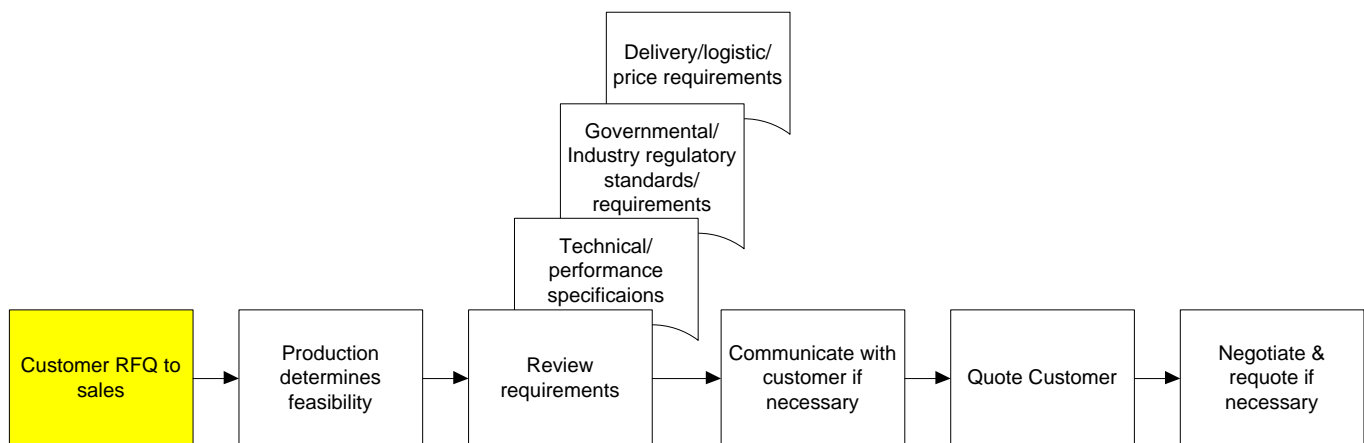 Delivery/logistic/
price requirements
Governmental/
Industry regulatory
standards/
requirements
Technical/
performance
specificaions
Customer RFQ to
sales
Production
determines
feasibility
Review
requirements
Communicate with
customer if
necessary
Quote Customer
Negotiate &
requote if
necessary